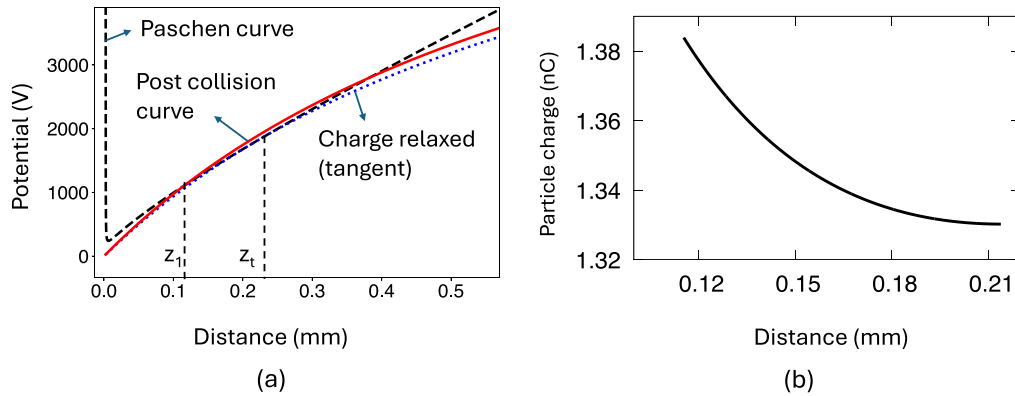 Potential (V)
3000
2000
1000
0
Paschen curve
Post collision
curve
Charge relaxed
(tangent)
z₁
zₜ
0.0 0.1 0.2 0.3 0.4 0.5
Distance (mm)
(a)
Particle charge (nC)
1.38
1.36
1.34
1.32
0.12 0.15 0.18 0.21
Distance (mm)
(b)